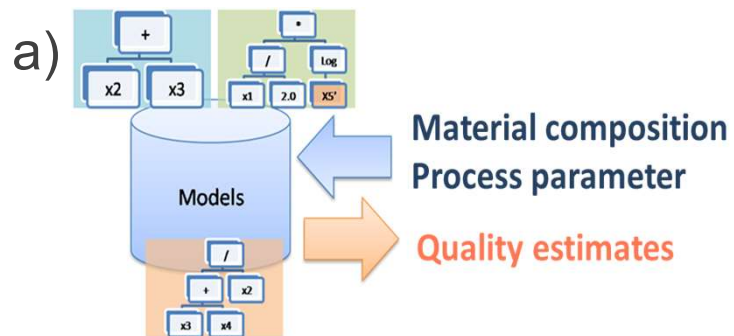 a)
+
x2 x3
*
/ Log
x1 2.0 X5'
Models
Material composition
Process parameter
Quality estimates
/
+ x2
x3 x4